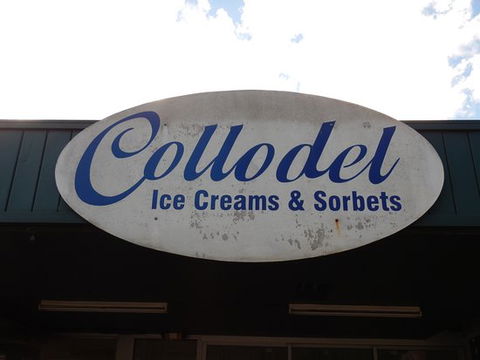 Collodel
Ice Creams & Sorbets